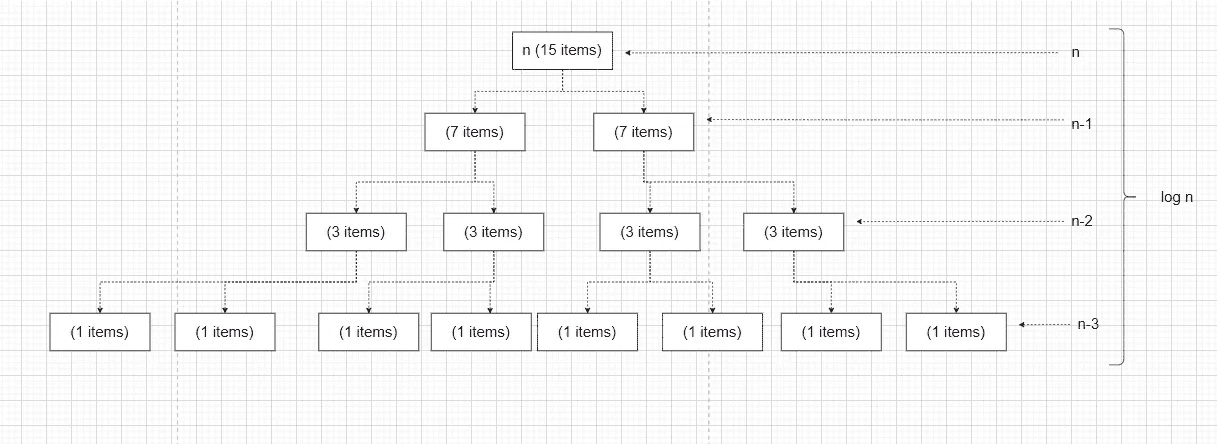 n (15 items)
n
(7 items)
(7 items)
n-1
log n
(3 items)
(3 items)
(3 items)
(3 items)
n-2
(1 items)
(1 items)
(1 items)
(1 items)
(1 items)
(1 items)
(1 items)
(1 items)
n-3